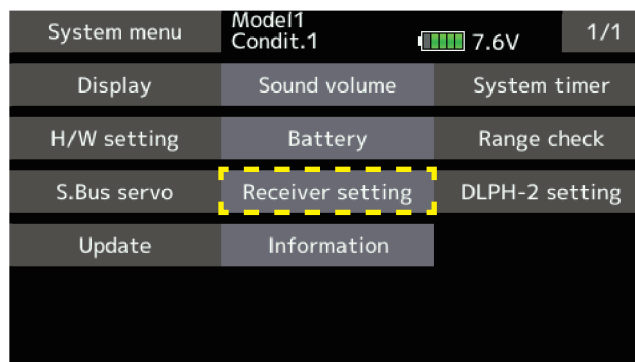 System menu
Model1
Condit.1
7.6V
1/1
Display
Sound volume
System timer
H/W setting
Battery
Range check
S.Bus servo
Receiver setting
DLPH-2 setting
Update
Information